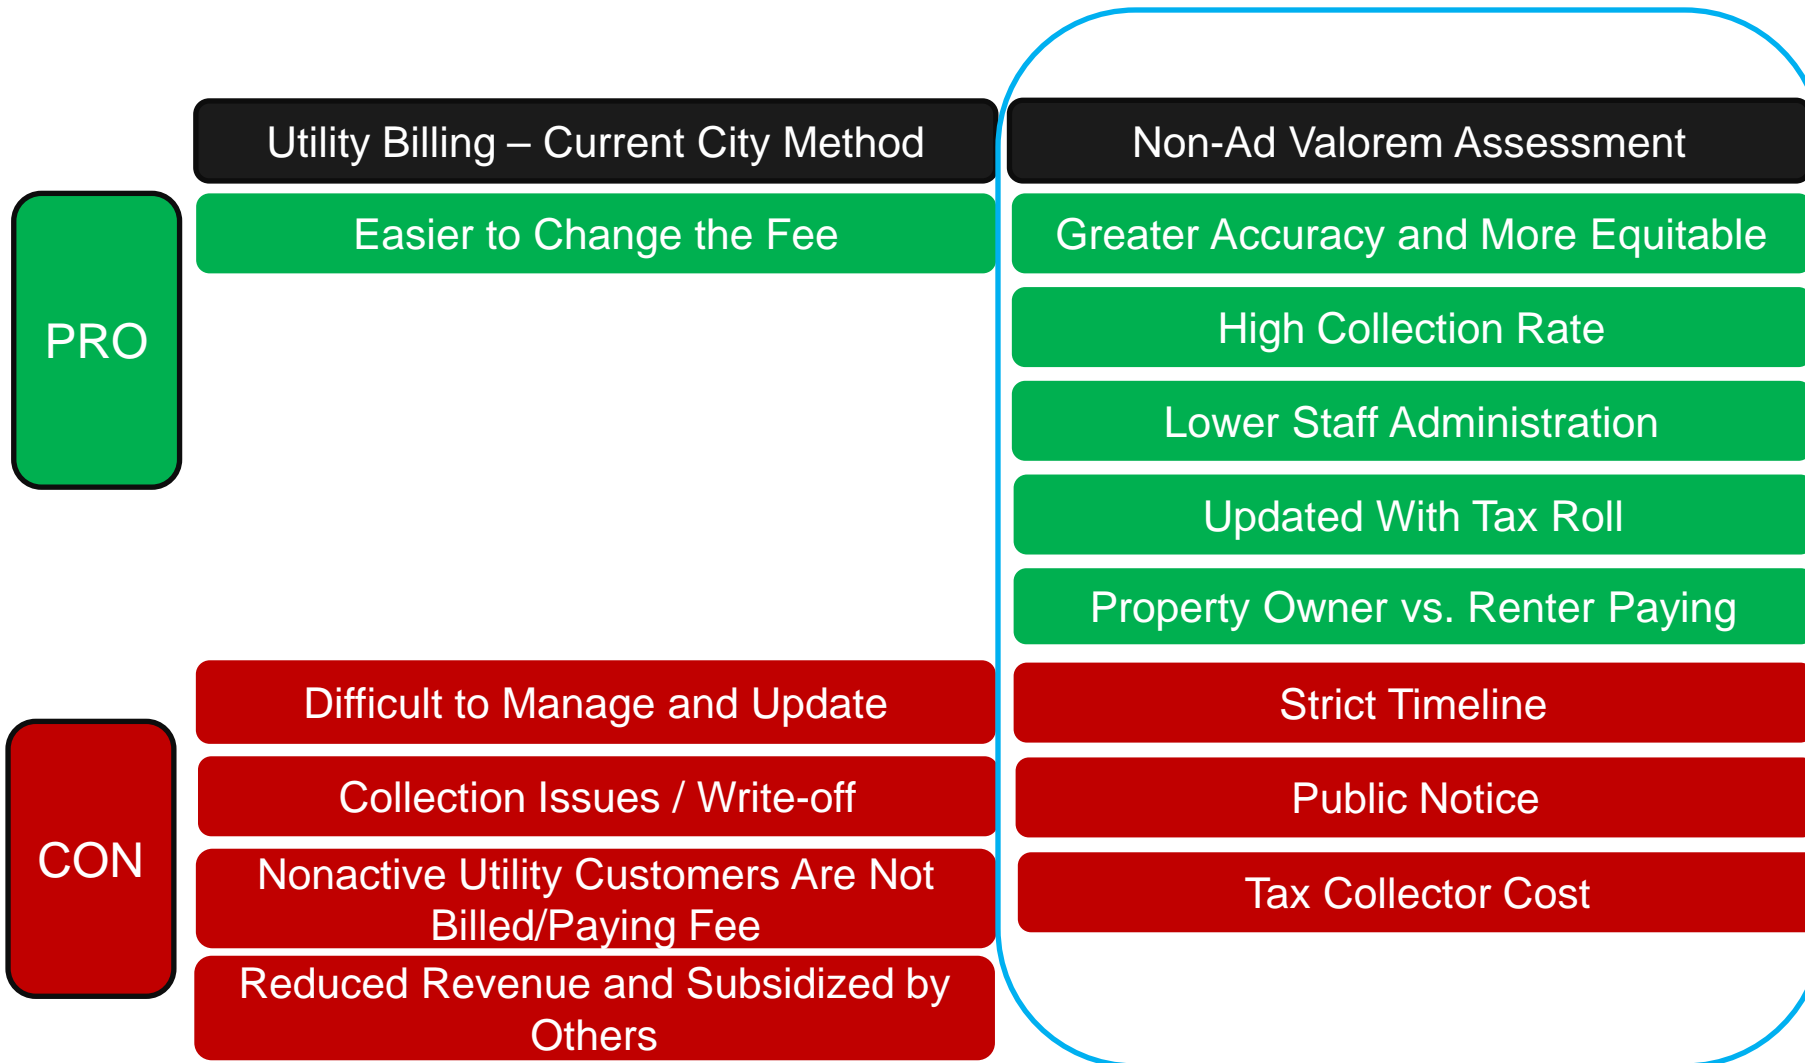 Utility Billing – Current City Method
Non-Ad Valorem Assessment
PRO
Easier to Change the Fee
Greater Accuracy and More Equitable
High Collection Rate
Lower Staff Administration
Updated With Tax Roll
Property Owner vs. Renter Paying
CON
Difficult to Manage and Update
Collection Issues / Write-off
Nonactive Utility Customers Are Not
Billed/Paying Fee
Reduced Revenue and Subsidized by
Others
Strict Timeline
Public Notice
Tax Collector Cost